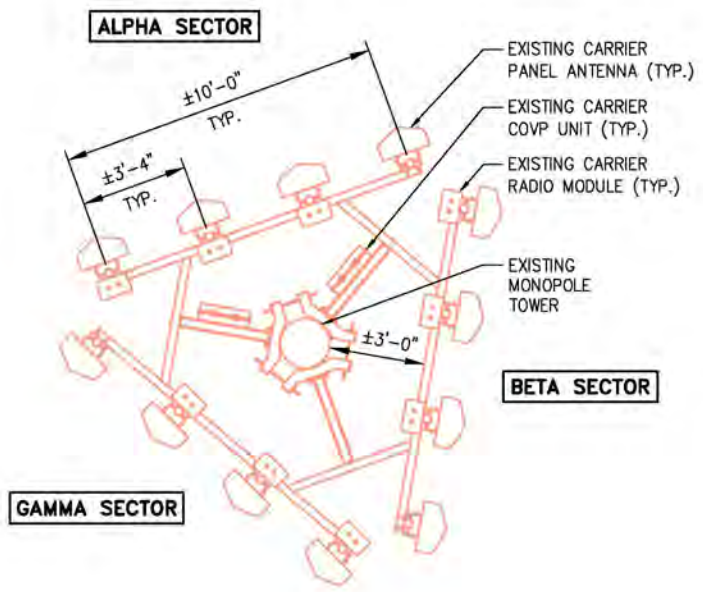 ALPHA SECTOR
±10'-0"
TYP.
±3'-4"
TYP.
EXISTING CARRIER
PANEL ANTENNA (TYP.)
EXISTING CARRIER
COVP UNIT (TYP.)
EXISTING CARRIER
RADIO MODULE (TYP.)
EXISTING
MONOPOLE
TOWER
±3'-0"
BETA SECTOR
GAMMA SECTOR